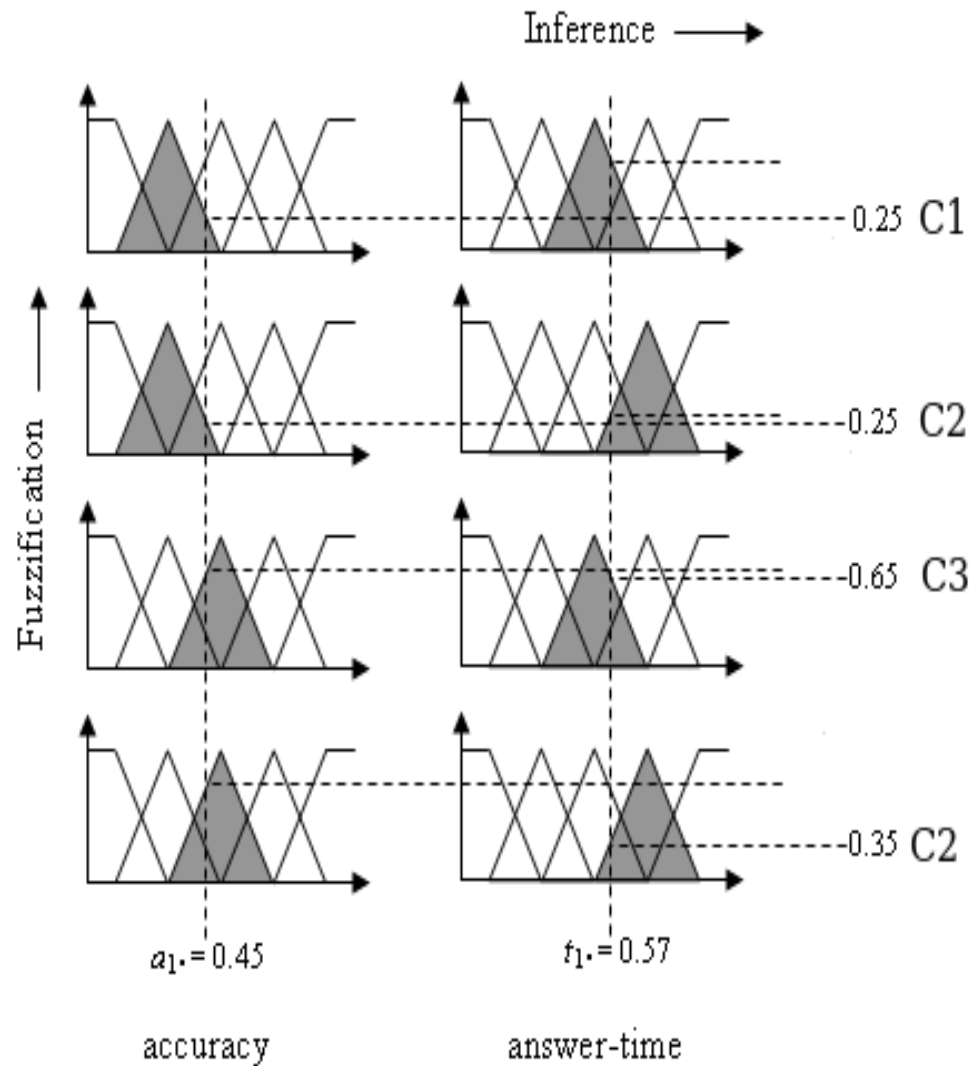 Inference
0.25 C1
Fuzzification
0.25 C2
0.65 C3
0.35 C2
a1• = 0.45
t1• = 0.57
accuracy
answer-time